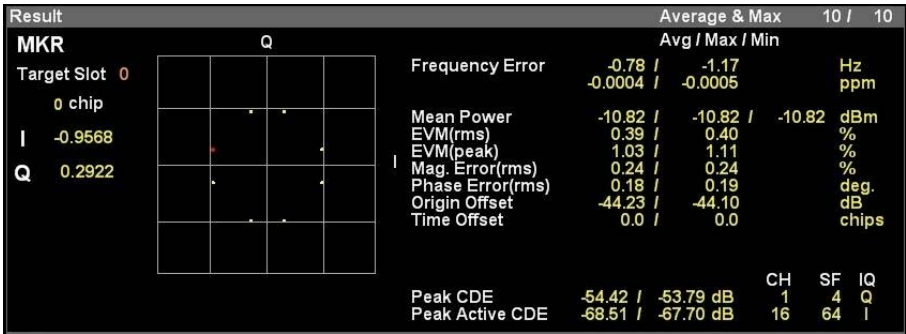 Result Average & Max 10 / 10
MKR Q Avg / Max / Min
Target Slot 0 Frequency Error -0.78 / -1.17 Hz
-0.0004 / -0.0005 ppm
0 chip
Mean Power -10.82 / -10.82 / -10.82 dBm
I -0.9568 EVM(rms) 0.39 / 0.40 %
EVM(peak) 1.03 / 1.11 %
I
Q 0.2922 Mag. Error(rms) 0.24 / 0.24 %
Phase Error(rms) 0.18 / 0.19 deg.
Origin Offset -44.23 / -44.10 dB
Time Offset 0.0 / 0.0 chips
CH SF IQ
Peak CDE -54.42 / -53.79 dB 1 4 Q
Peak Active CDE -68.51 / -67.70 dB 16 64 I